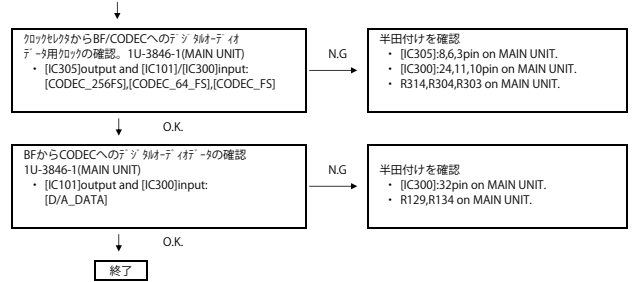 ｸﾛｯｸｾﾚｸﾀからBF/CODECへのﾃﾞｼﾞﾀﾙｵｰﾃﾞｨｵ
ﾃﾞｰﾀ用ｸﾛｯｸの確認。1U-3846-1(MAIN UNIT)
・ [IC305]output and [IC101]/[IC300]input:
[CODEC_256FS],[CODEC_64_FS],[CODEC_FS]
N.G
半田付けを確認
・ [IC305]:8,6,3pin on MAIN UNIT.
・ [IC300]:24,11,10pin on MAIN UNIT.
・ R314,R304,R303 on MAIN UNIT.
O.K.
BFからCODECへのﾃﾞｼﾞﾀﾙｵｰﾃﾞｨｵﾃﾞｰﾀの確認
1U-3846-1(MAIN UNIT)
・ [IC101]output and [IC300]input:
[D/A_DATA]
N.G
半田付けを確認
・ [IC300]:32pin on MAIN UNIT.
・ R129,R134 on MAIN UNIT.
O.K.
終了